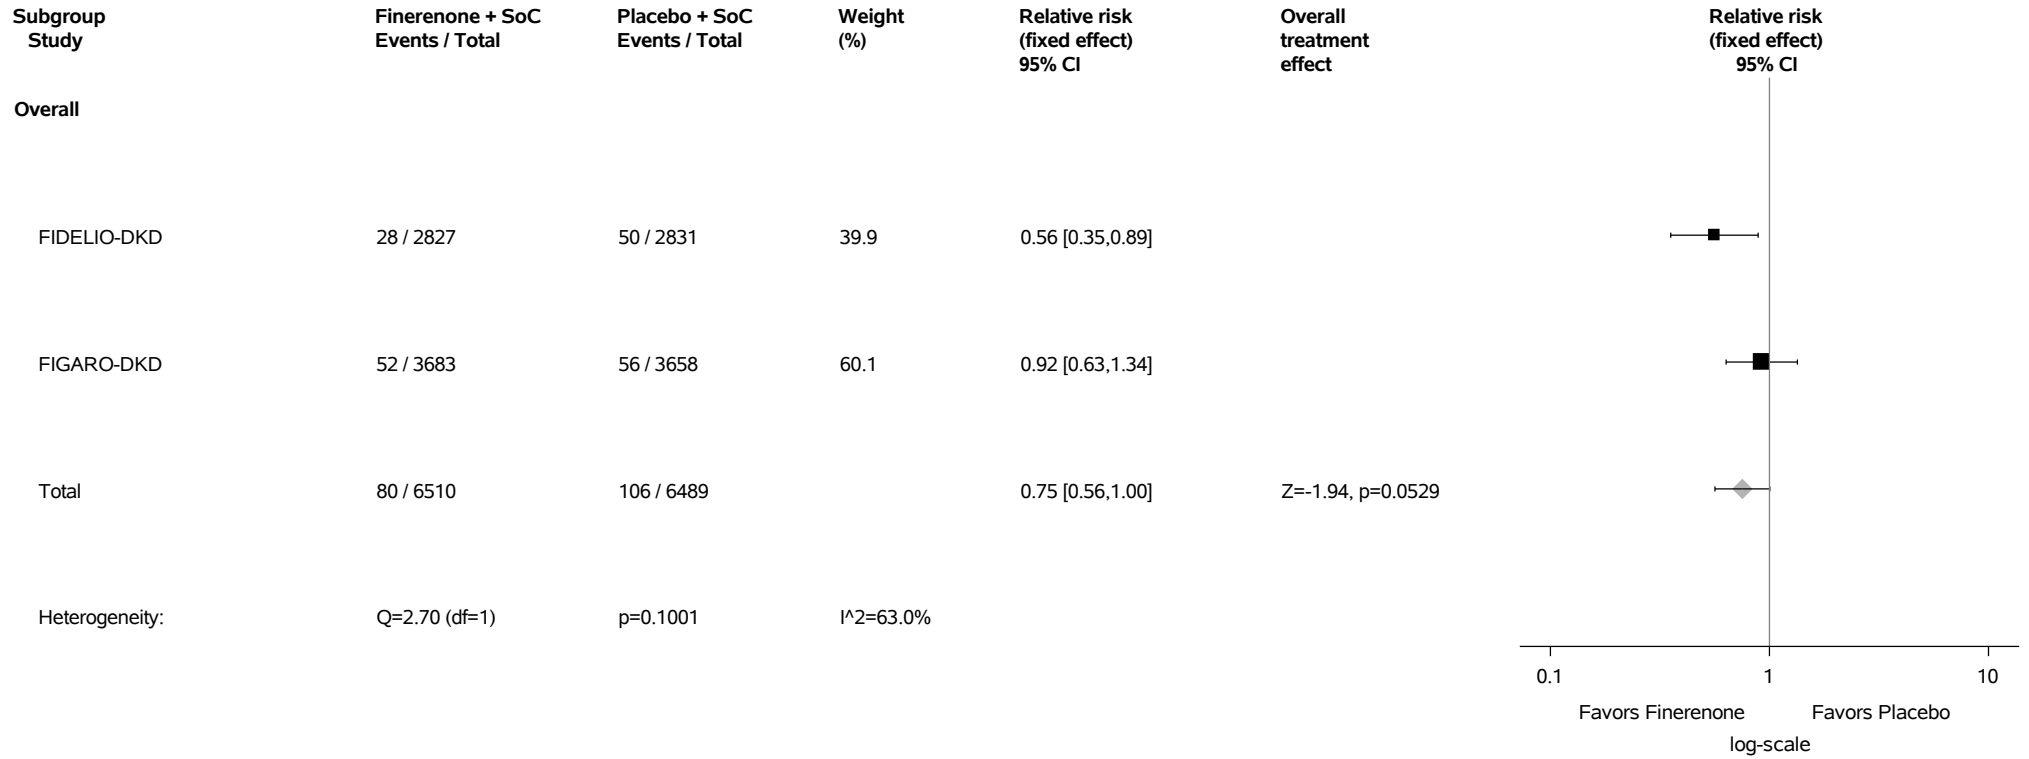 Subgroup Finerenone + SoC Placebo + SoC Weight Relative risk Overall Relative risk
Study Events / Total Events / Total (%) (fixed effect) treatment (fixed effect)
95% CI effect 95% CI
Overall
FIDELIO-DKD 28 / 2827 50 / 2831 39.9 0.56 [0.35,0.89]
FIGARO-DKD 52 / 3683 56 / 3658 60.1 0.92 [0.63,1.34]
Total 80 / 6510 106 / 6489 0.75 [0.56,1.00] Z=-1.94, p=0.0529
Heterogeneity: Q=2.70 (df=1) p=0.1001 I^2=63.0%
0.1 1 10
Favors Finerenone Favors Placebo
log-scale